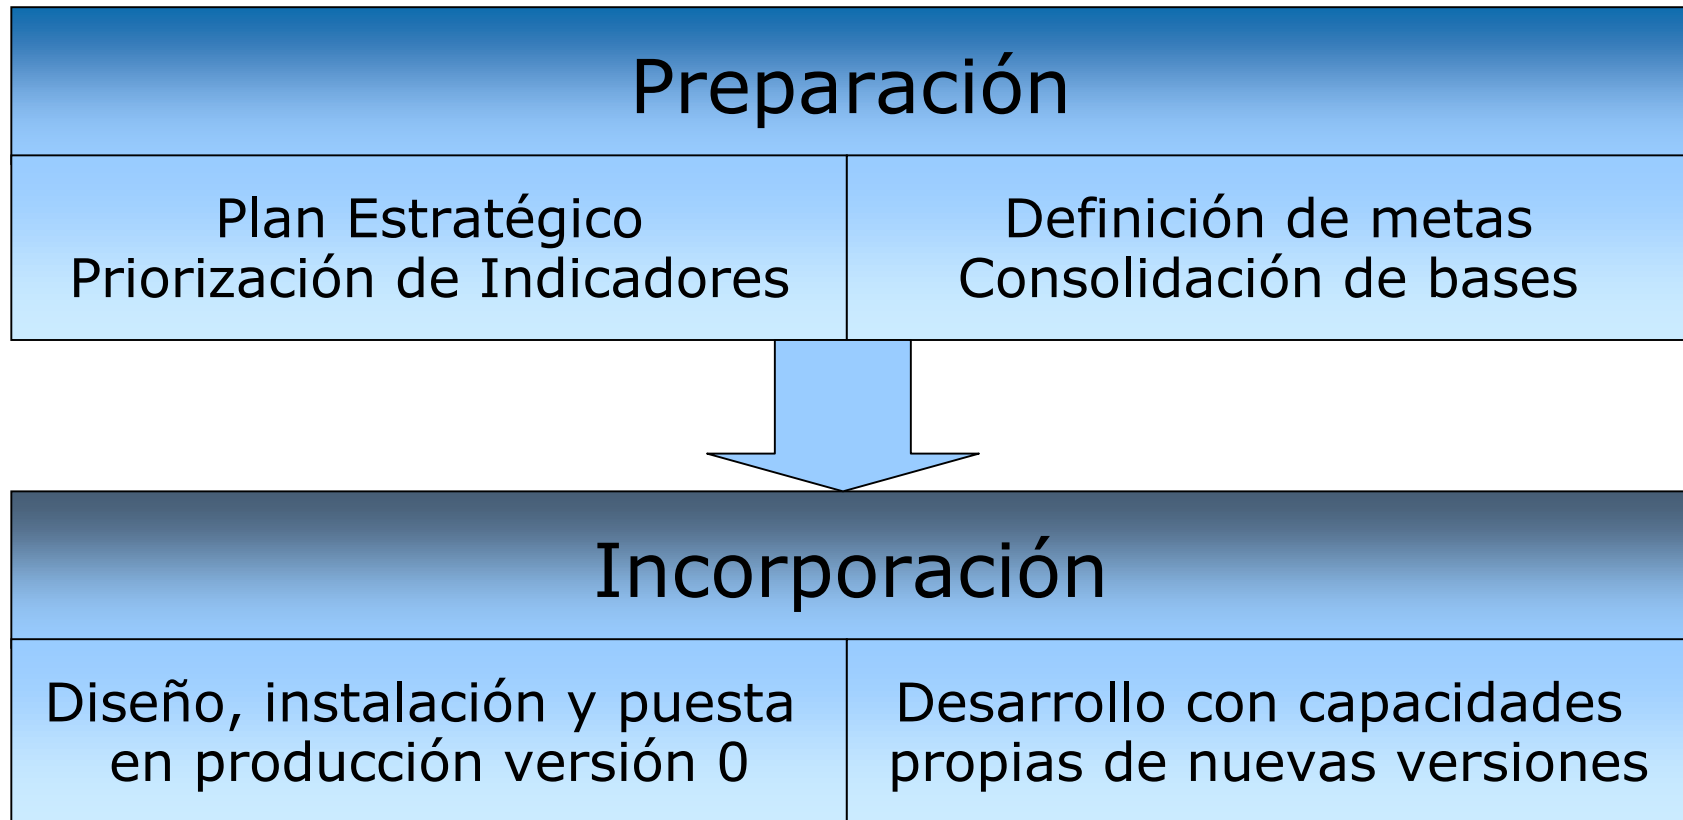 Preparación
Plan Estratégico
Priorización de Indicadores
Definición de metas
Consolidación de bases
Incorporación
Diseño, instalación y puesta
en producción versión 0
Desarrollo con capacidades
propias de nuevas versiones